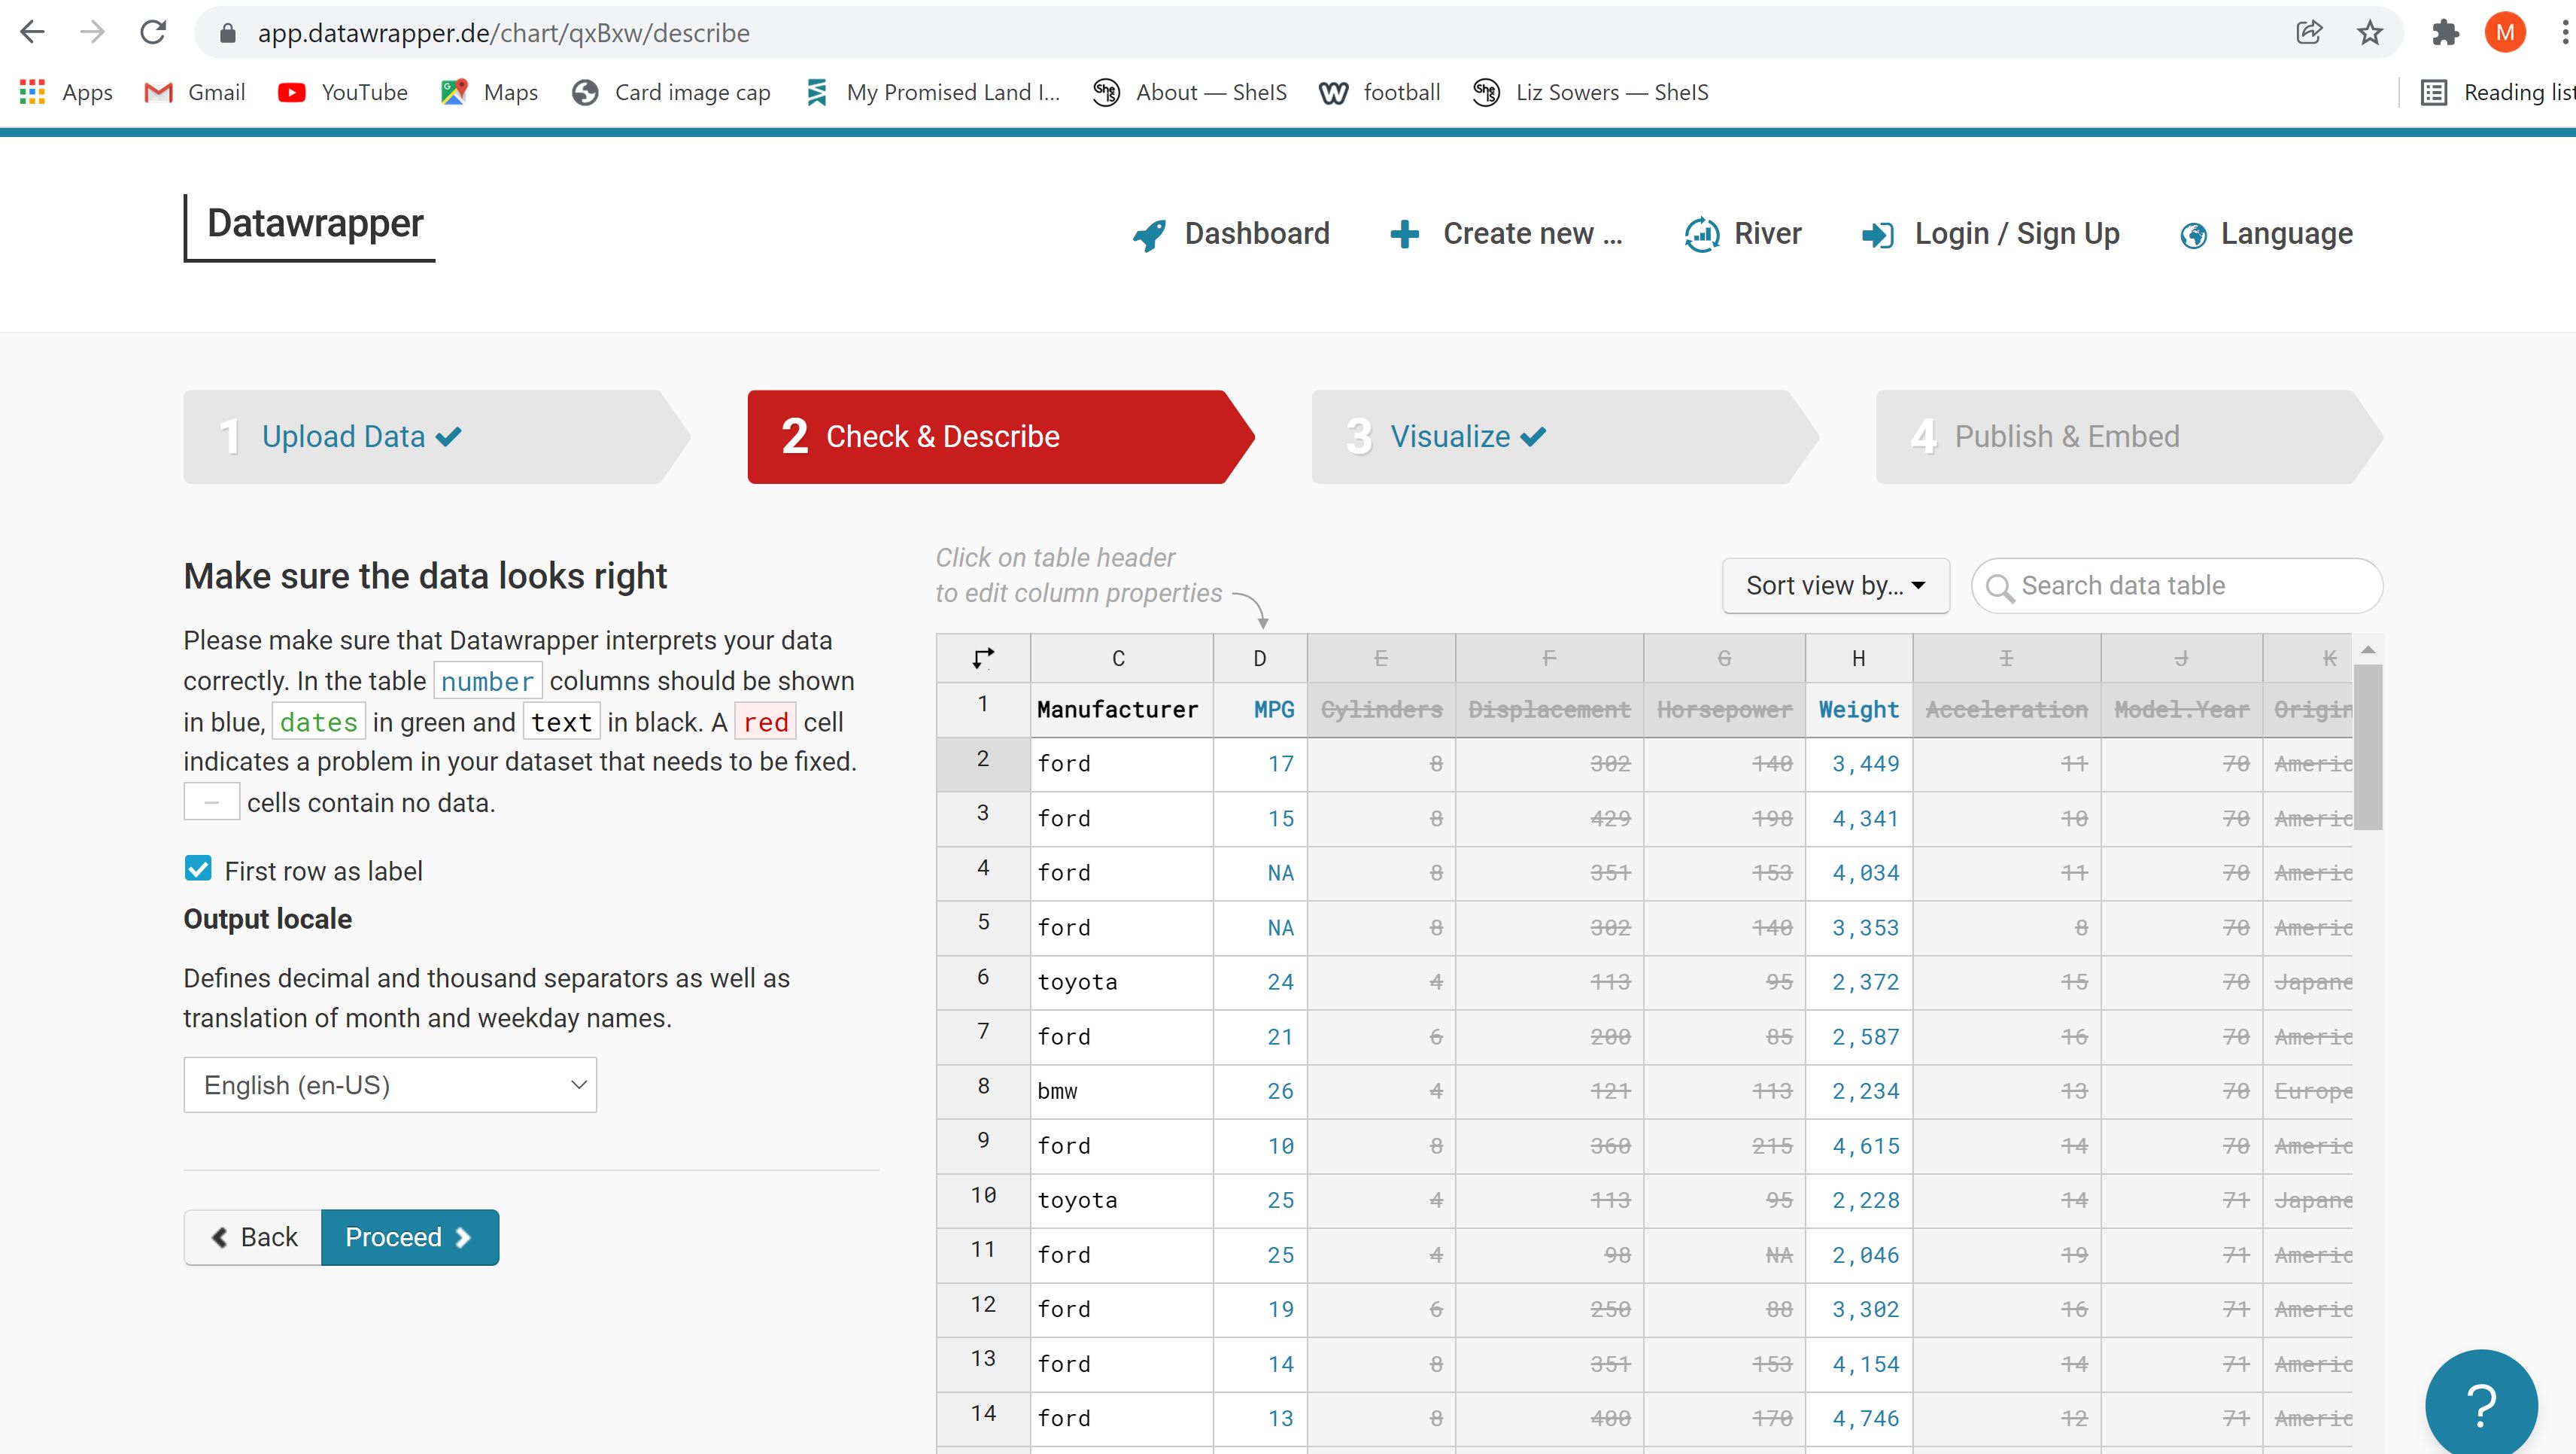 app.datawrapper.de/chart/qxBxw/describe
M
Apps Gmail YouTube Maps Card image cap My Promised Land I... About — SheIS football Liz Sowers — SheIS Reading list
Datawrapper
Dashboard Create new ... River Login / Sign Up Language
1 Upload Data 2 Check & Describe 3 Visualize 4 Publish & Embed
Make sure the data looks right
Please make sure that Datawrapper interprets your data
correctly. In the table number columns should be shown
in blue, dates in green and text in black. A red cell
indicates a problem in your dataset that needs to be fixed.
– cells contain no data.
First row as label
Output locale
Defines decimal and thousand separators as well as
translation of month and weekday names.
English (en-US)
Back Proceed
Click on table header
to edit column properties
Sort view by... Search data table
C D E F G H I J K
1 Manufacturer MPG Cylinders Displacement Horsepower Weight Acceleration Model.Year Origin
2 ford 17 8 302 140 3,449 11 70 Americ
3 ford 15 8 429 198 4,341 10 70 Americ
4 ford NA 8 351 153 4,034 11 70 Americ
5 ford NA 8 302 140 3,353 8 70 Americ
6 toyota 24 4 113 95 2,372 15 70 Japane
7 ford 21 6 200 85 2,587 16 70 Americ
8 bmw 26 4 121 113 2,234 13 70 Europe
9 ford 10 8 360 215 4,615 14 70 Americ
10 toyota 25 4 113 95 2,228 14 71 Japane
11 ford 25 4 98 NA 2,046 19 71 Americ
12 ford 19 6 250 88 3,302 16 71 Americ
13 ford 14 8 351 153 4,154 14 71 Americ
14 ford 13 8 400 170 4,746 12 71 Americ
?